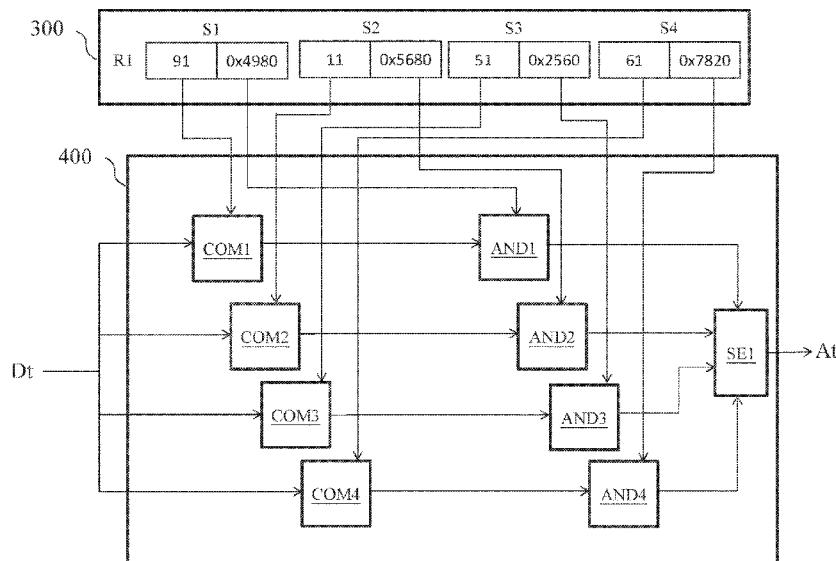 300
S1 S2 S3 S4
R1 91 0x4980 11 0x5680 51 0x2560 61 0x7820
400
COM1 AND1
COM2 AND2 SE1 At
Dt
COM3 AND3
COM4 AND4